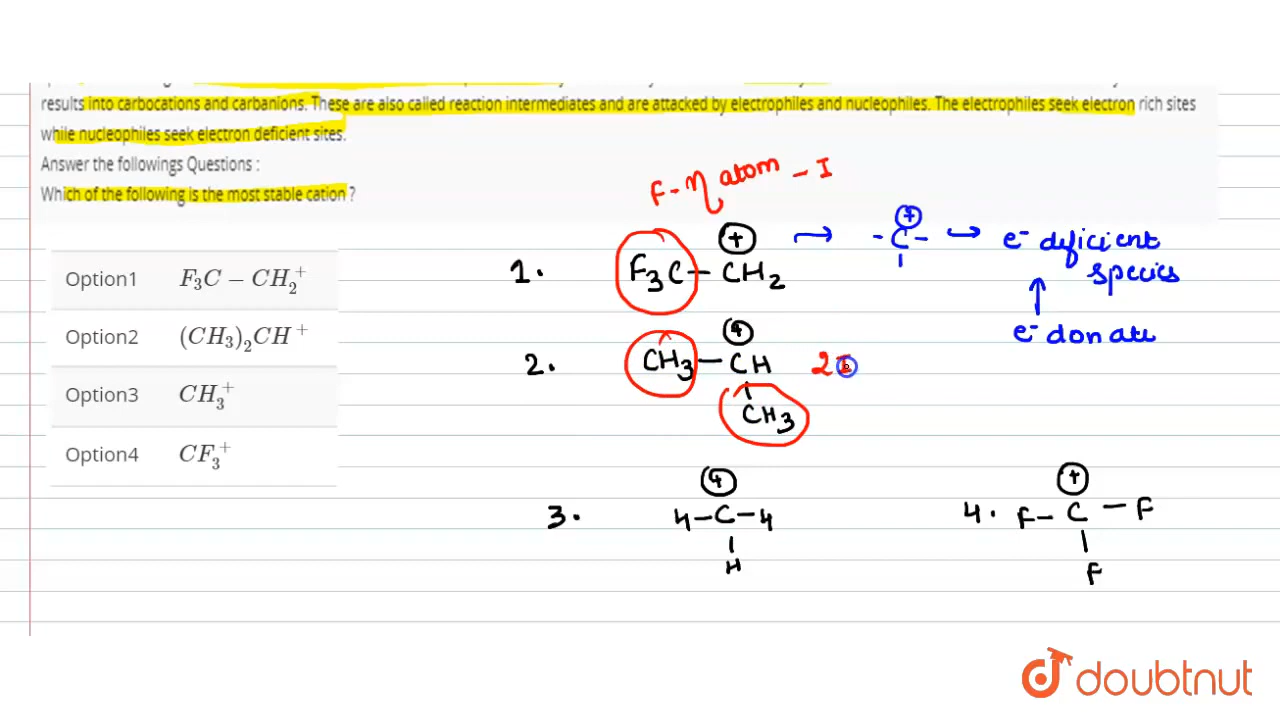 results into carbocations and carbanions. These are also called reaction intermediates and are attacked by electrophiles and nucleophiles. The electrophiles seek electron rich sites
while nucleophiles seek electron deficient sites.
Answer the followings Questions :
Which of the following is the most stable cation ?
F - η atom - I
Option1 F₃C − CH₂⁺
Option2 (CH₃)₂CH⁺
Option3 CH₃⁺
Option4 CF₃⁺
1. F₃C - CH₂ + → - C - + → e⁻ deficient
species
↑
e⁻ donate
2. CH₃ - CH + 2I
CH₃
3. H - C - H +
H
4. F - C - F +
F
doubtnut